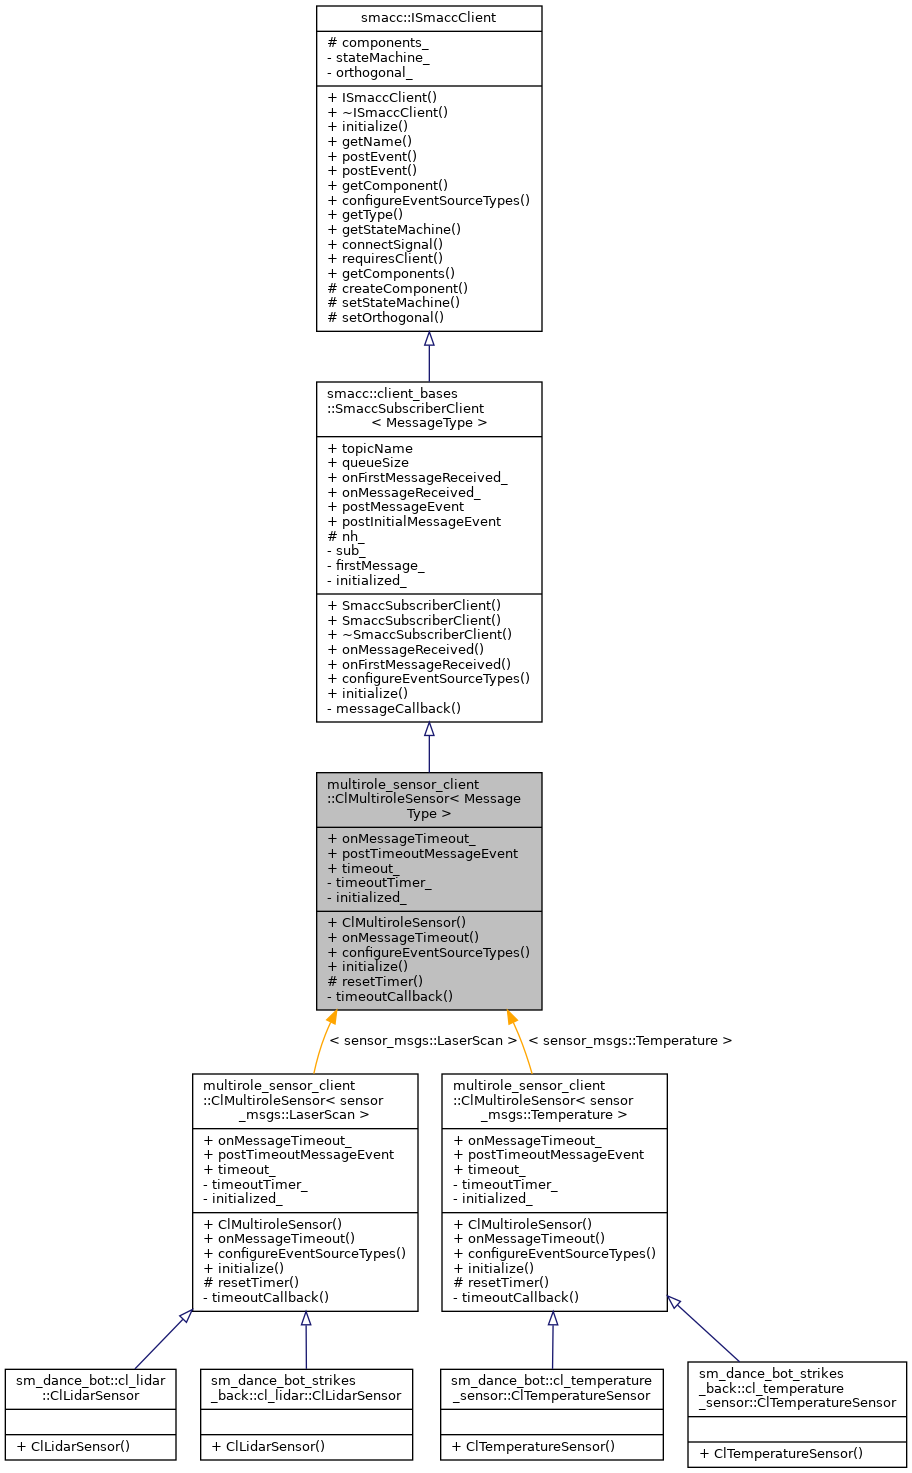 smacc::ISmaccClient
# components_
- stateMachine_
- orthogonal_
+ ISmaccClient()
+ ~ISmaccClient()
+ initialize()
+ getName()
+ postEvent()
+ postEvent()
+ getComponent()
+ configureEventSourceTypes()
+ getType()
+ getStateMachine()
+ connectSignal()
+ requiresClient()
+ getComponents()
# createComponent()
# setStateMachine()
# setOrthogonal()
smacc::client_bases
::SmaccSubscriberClient
< MessageType >
+ topicName
+ queueSize
+ onFirstMessageReceived_
+ onMessageReceived_
+ postMessageEvent
+ postInitialMessageEvent
# nh_
- sub_
- firstMessage_
- initialized_
+ SmaccSubscriberClient()
+ SmaccSubscriberClient()
+ ~SmaccSubscriberClient()
+ onMessageReceived()
+ onFirstMessageReceived()
+ configureEventSourceTypes()
+ initialize()
- messageCallback()
multirole_sensor_client
::ClMultiroleSensor< Message
Type >
+ onMessageTimeout_
+ postTimeoutMessageEvent
+ timeout_
- timeoutTimer_
- initialized_
+ ClMultiroleSensor()
+ onMessageTimeout()
+ configureEventSourceTypes()
+ initialize()
# resetTimer()
- timeoutCallback()
< sensor_msgs::LaserScan >
< sensor_msgs::Temperature >
multirole_sensor_client
::ClMultiroleSensor< sensor
_msgs::LaserScan >
+ onMessageTimeout_
+ postTimeoutMessageEvent
+ timeout_
- timeoutTimer_
- initialized_
+ ClMultiroleSensor()
+ onMessageTimeout()
+ configureEventSourceTypes()
+ initialize()
# resetTimer()
- timeoutCallback()
multirole_sensor_client
::ClMultiroleSensor< sensor
_msgs::Temperature >
+ onMessageTimeout_
+ postTimeoutMessageEvent
+ timeout_
- timeoutTimer_
- initialized_
+ ClMultiroleSensor()
+ onMessageTimeout()
+ configureEventSourceTypes()
+ initialize()
# resetTimer()
- timeoutCallback()
sm_dance_bot::cl_lidar
::ClLidarSensor
+ ClLidarSensor()
sm_dance_bot_strikes
_back::cl_lidar::ClLidarSensor
+ ClLidarSensor()
sm_dance_bot::cl_temperature
_sensor::ClTemperatureSensor
+ ClTemperatureSensor()
sm_dance_bot_strikes
_back::cl_temperature
_sensor::ClTemperatureSensor
+ ClTemperatureSensor()